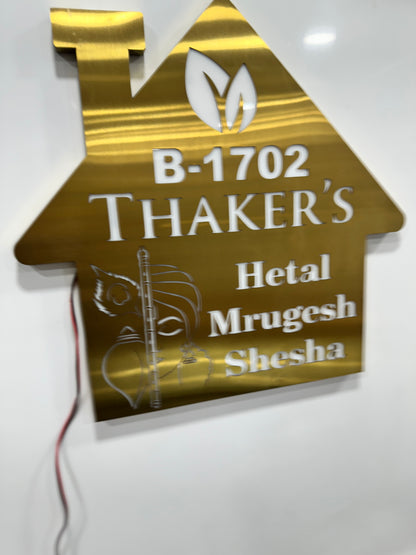 B-1702
THAKER'S
Hetal
Mrugesh
Shesha